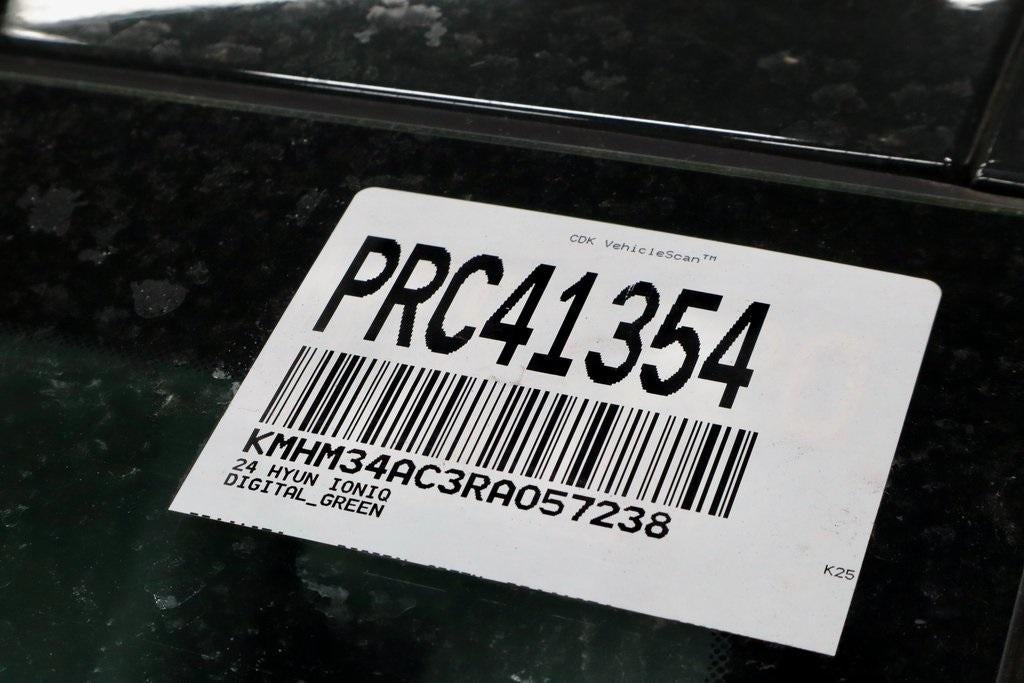 CDK VehicleScan™
PRC41354
KMHM34AC3RA057238
24 HYUN IONIQ
DIGITAL_GREEN
K25